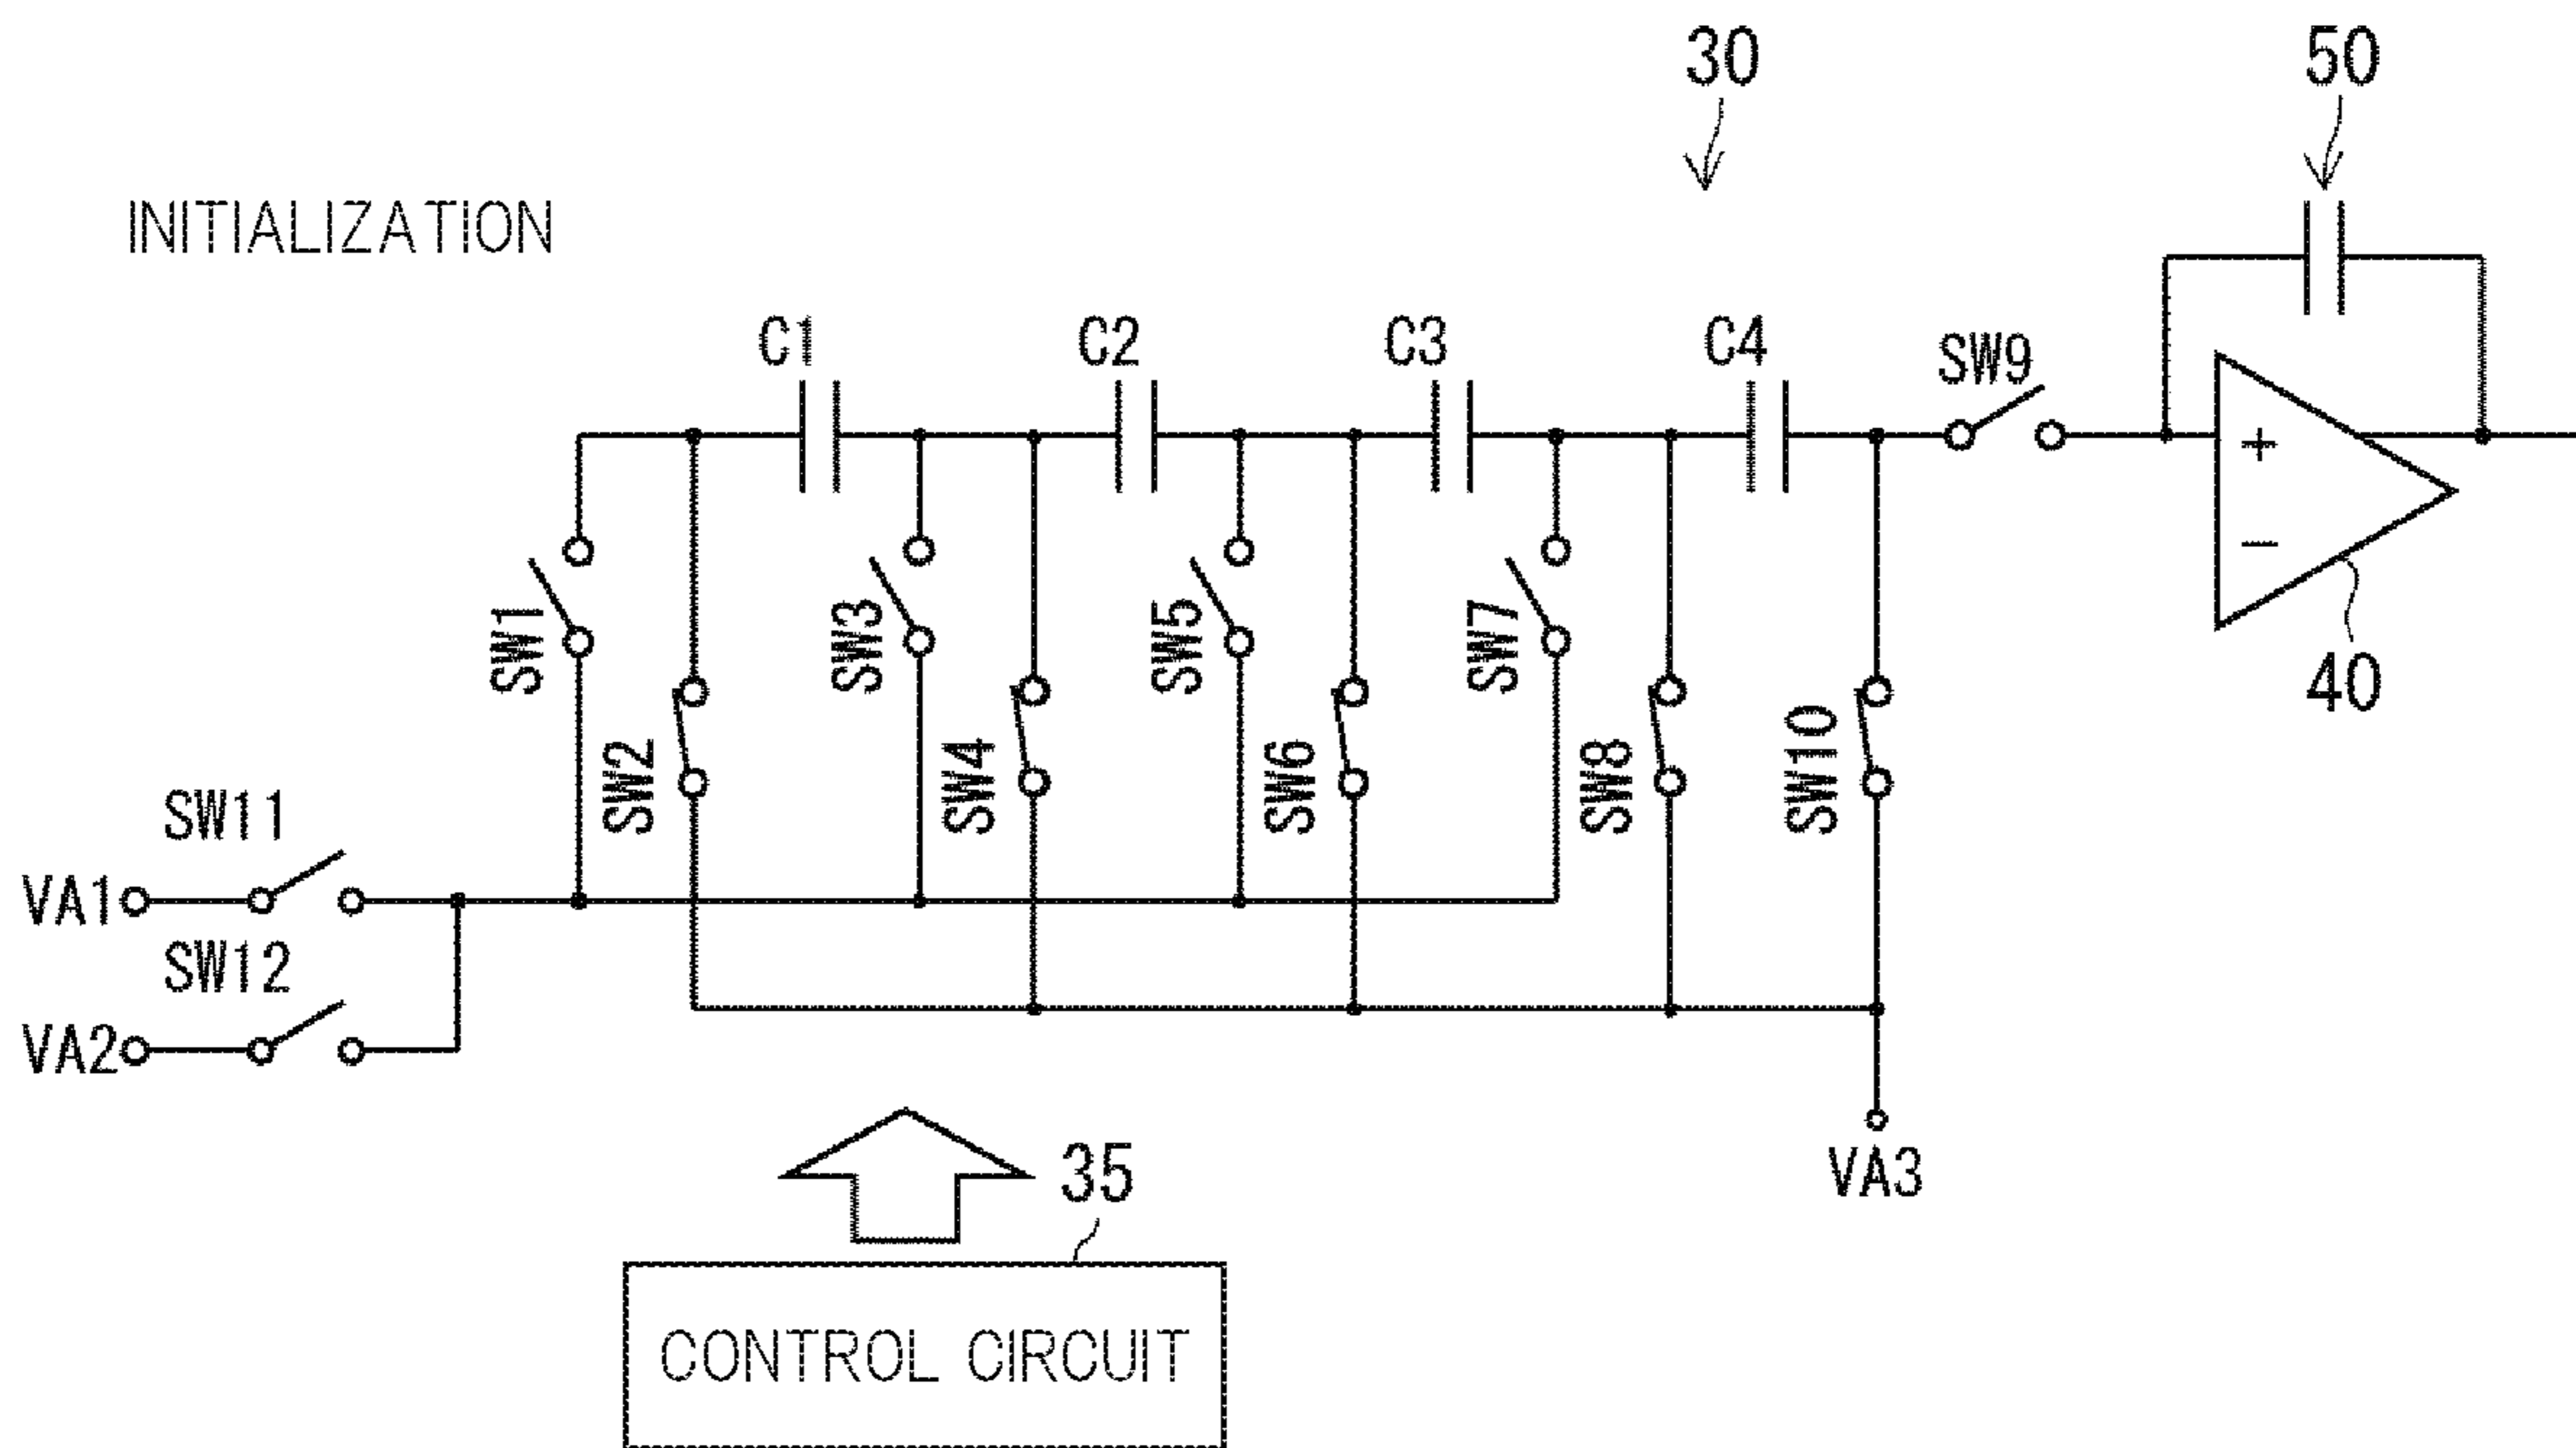 30
50
INITIALIZATION
C1
C2
C3
C4
SW9
+
−
40
SW1
SW3
SW5
SW7
SW2
SW4
SW6
SW8
SW10
SW11
VA1
SW12
VA2
VA3
35
CONTROL CIRCUIT